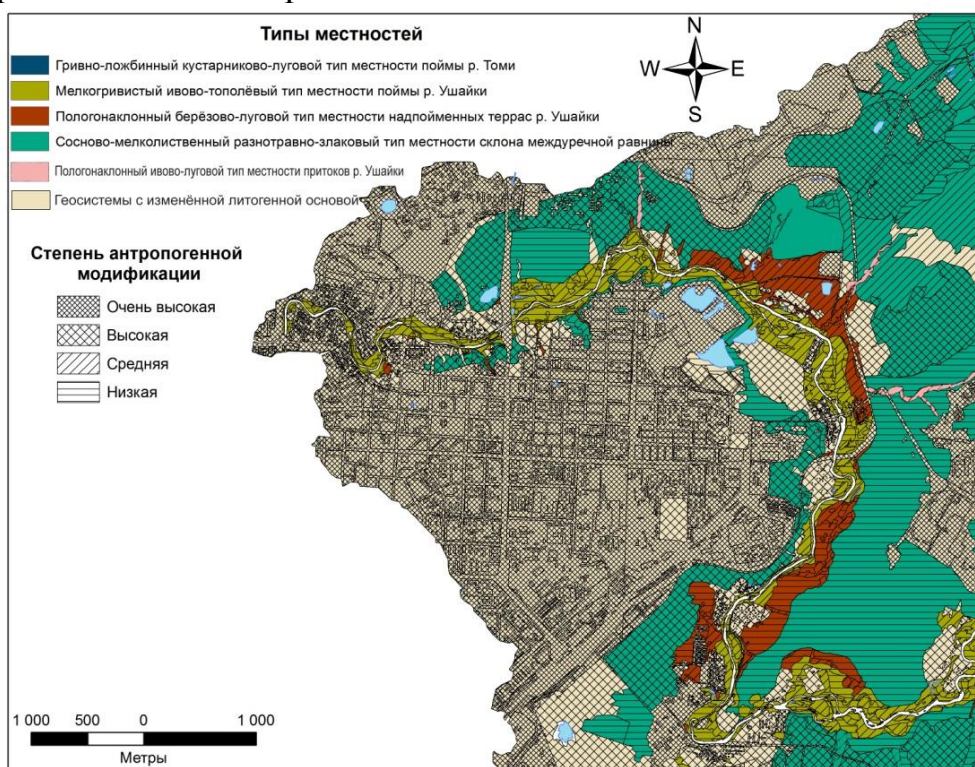 Типы местностей
Гривно-ложбинный кустарниково-луговой тип местности поймы р. Томи
Мелкогривистый ивово-тополёвый тип местности поймы р. Ушайки
Пологонаклонный берёзово-луговой тип местности надпойменных террас р. Ушайки
Сосново-мелколиственный разнотравно-злаковый тип местности склона междуречной равнины
Пологонаклонный ивово-луговой тип местности притоков р. Ушайки
Геосистемы с изменённой литогенной основой
N
W E
S
Степень антропогенной
модификации
Очень высокая
Высокая
Средняя
Низкая
1 000 500 0 1 000
Метры